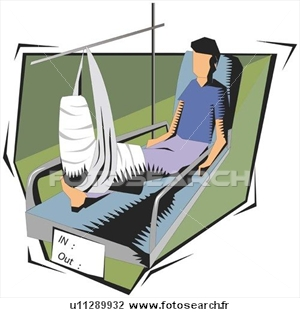 FOTOSEARCH
IN :
Out :
u11289932 www.fotosearch.fr